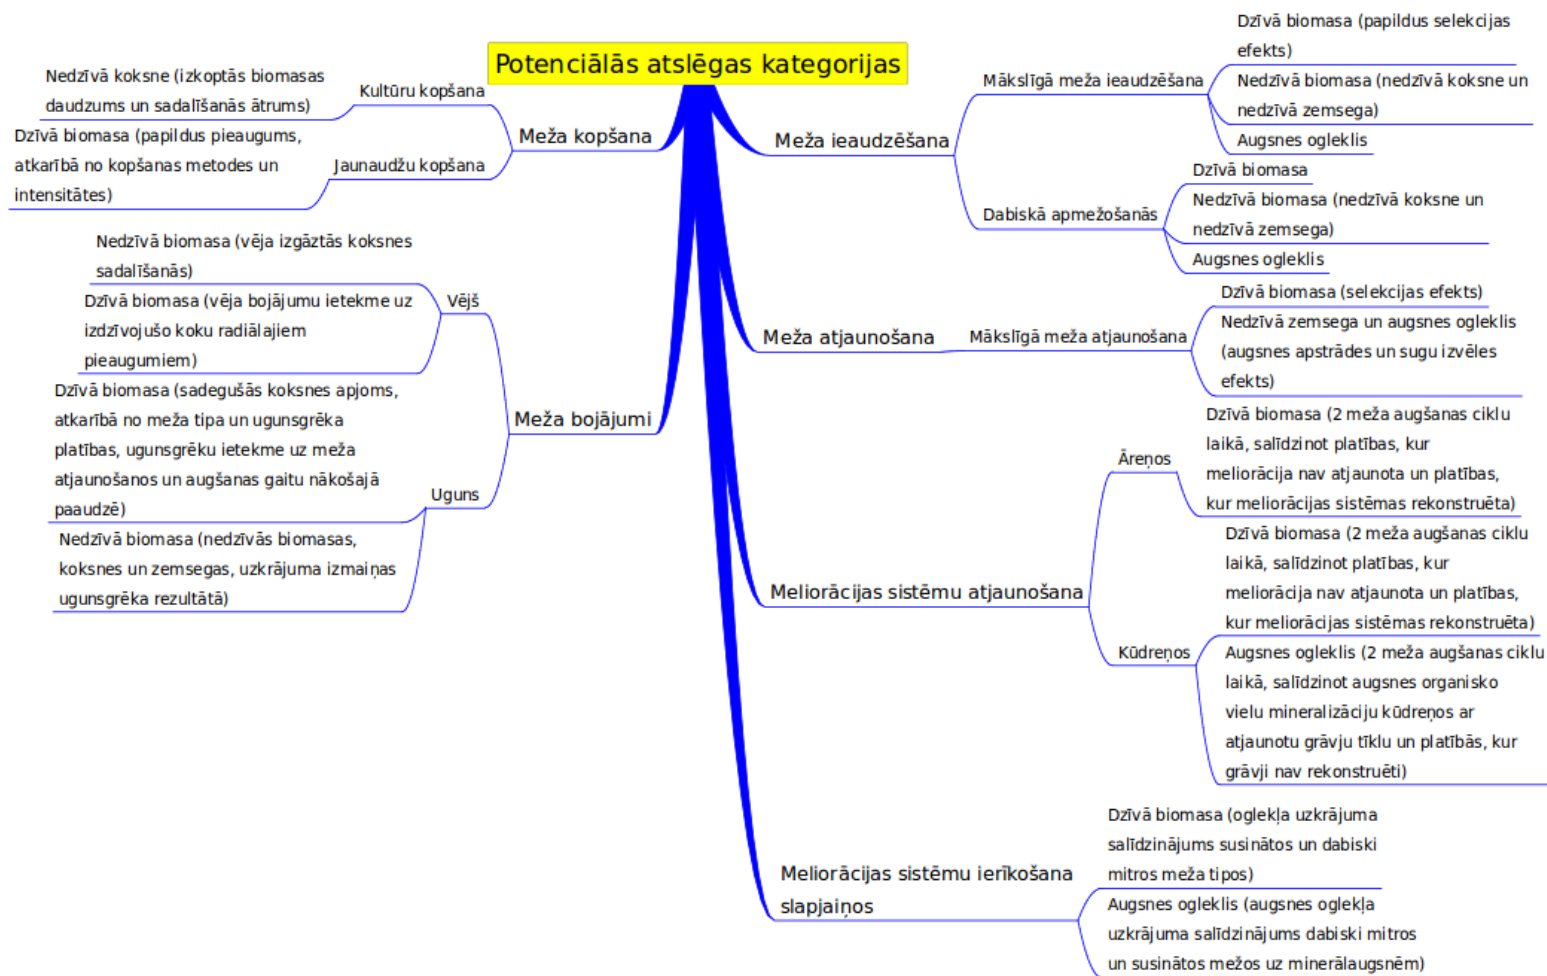 Potenciālās atslēgas kategorijas
Meža kopšana
Kultūru kopšana
Nedzīvā koksne (izkoptās biomasas
daudzums un sadalīšanās ātrums)
Jaunaudžu kopšana
Dzīvā biomasa (papildus pieaugums,
atkarībā no kopšanas metodes un
intensitātes)
Meža bojājumi
Vējš
Nedzīvā biomasa (vēja izgāztās koksnes
sadalīšanās)
Dzīvā biomasa (vēja bojājumu ietekme uz
izdzīvojušo koku radiālajiem
pieaugumiem)
Uguns
Dzīvā biomasa (sadegušās koksnes apjoms,
atkarībā no meža tipa un ugunsgrēka
platības, ugunsgrēku ietekme uz meža
atjaunošanos un augšanas gaitu nākošajā
paaudzē)
Nedzīvā biomasa (nedzīvās biomasas,
koksnes un zemsegas, uzkrājuma izmaiņas
ugunsgrēka rezultātā)
Meža ieaudzēšana
Mākslīgā meža ieaudzēšana
Dzīvā biomasa (papildus selekcijas
efekts)
Nedzīvā biomasa (nedzīvā koksne un
nedzīvā zemsega)
Augsnes ogleklis
Dabiskā apmežošanās
Dzīvā biomasa
Nedzīvā biomasa (nedzīvā koksne un
nedzīvā zemsega)
Augsnes ogleklis
Meža atjaunošana
Mākslīgā meža atjaunošana
Dzīvā biomasa (selekcijas efekts)
Nedzīvā zemsega un augsnes ogleklis
(augsnes apstrādes un sugu izvēles
efekts)
Meliorācijas sistēmu atjaunošana
Āreņos
Dzīvā biomasa (2 meža augšanas ciklu
laikā, salīdzinot platības, kur
meliorācija nav atjaunota un platības,
kur meliorācijas sistēmas rekonstruēta)
Kūdreņos
Dzīvā biomasa (2 meža augšanas ciklu
laikā, salīdzinot platības, kur
meliorācija nav atjaunota un platības,
kur meliorācijas sistēmas rekonstruēta)
Augsnes ogleklis (2 meža augšanas ciklu
laikā, salīdzinot augsnes organisko
vielu mineralizāciju kūdreņos ar
atjaunotu grāvju tīklu un platībās, kur
grāvji nav rekonstruēti)
Meliorācijas sistēmu ierīkošana
slapjaiņos
Dzīvā biomasa (oglekļa uzkrājuma
salīdzinājums susinātos un dabiski
mitros meža tipos)
Augsnes ogleklis (augsnes oglekļa
uzkrājuma salīdzinājums dabiski mitros
un susinātos mežos uz minerālaugsnēm)